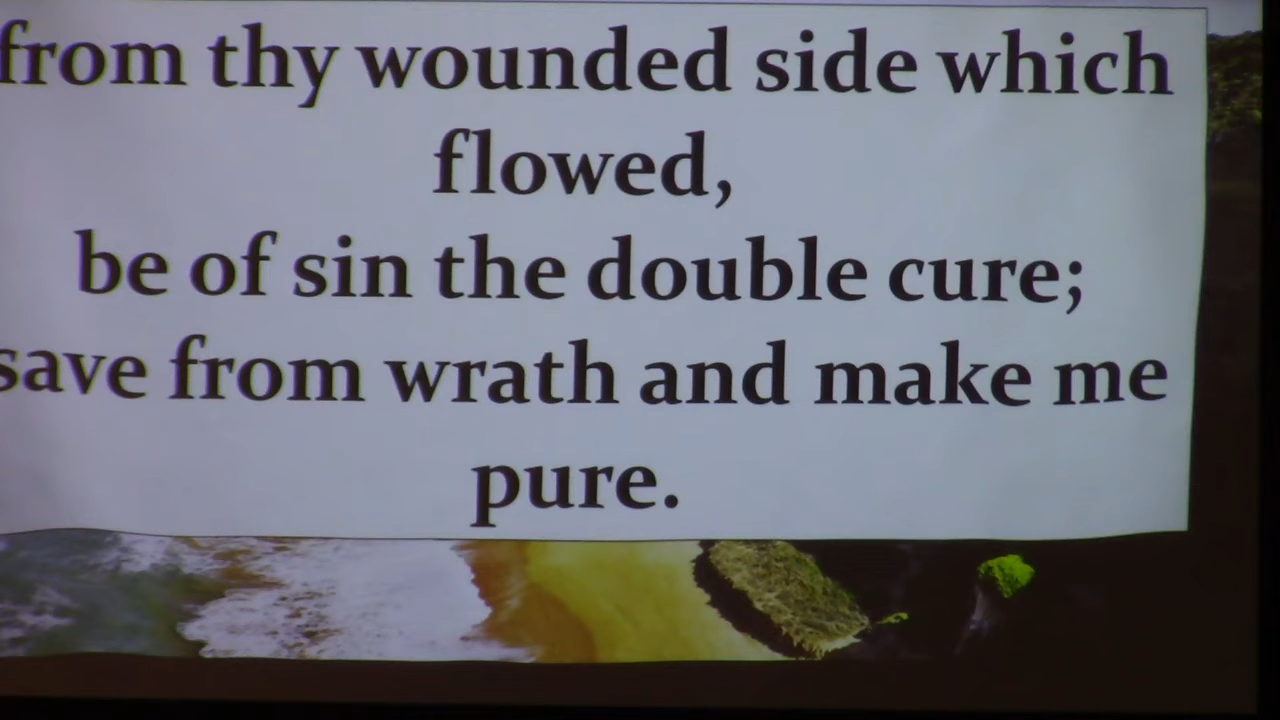 from thy wounded side which
flowed,
be of sin the double cure;
save from wrath and make me
pure.